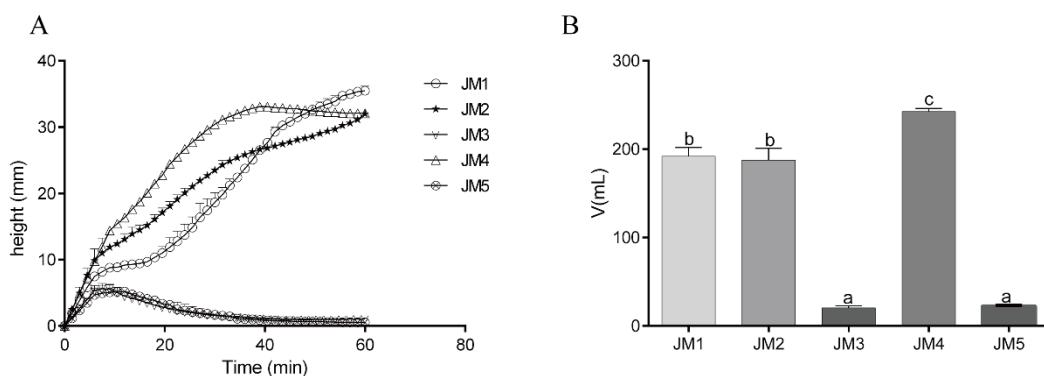 A
height (mm)
40
30
20
10
0
0 20 40 60 80
Time (min)
JM1
JM2
JM3
JM4
JM5
B
V(mL)
300
200
100
0
b
b
a
c
a
JM1 JM2 JM3 JM4 JM5